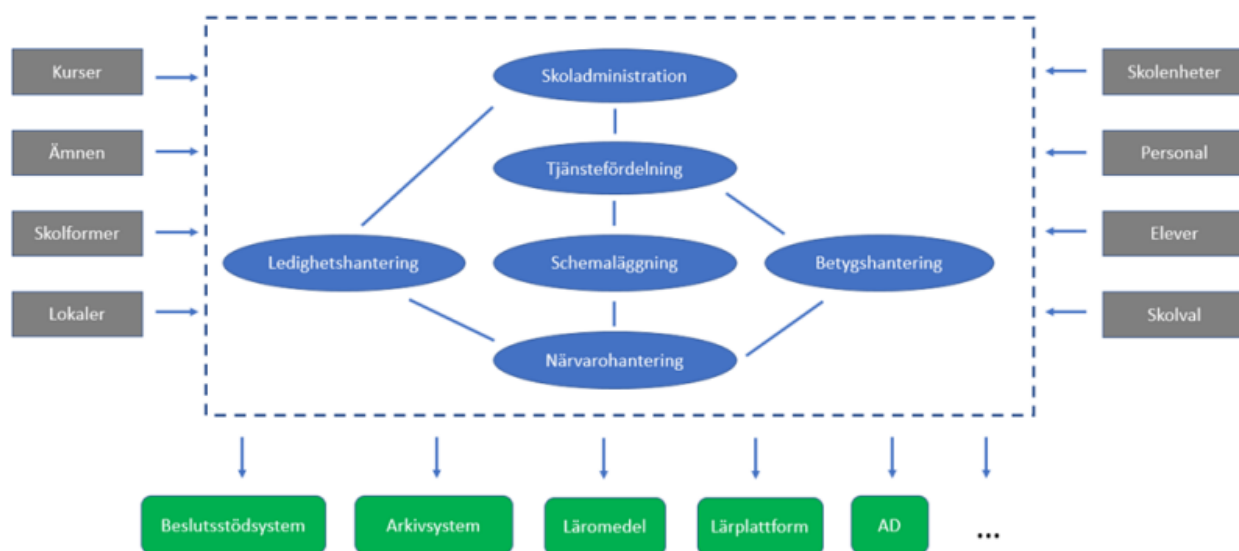 Kurser
Skoladministration
Skolenheter
Ämnen
Tjänstefördelning
Personal
Skolformer
Ledighetshantering
Schemaläggning
Betygshantering
Elever
Lokaler
Närvarohantering
Skolval
Beslutsstödsystem
Arkivsystem
Läromedel
Lärplattform
AD
...